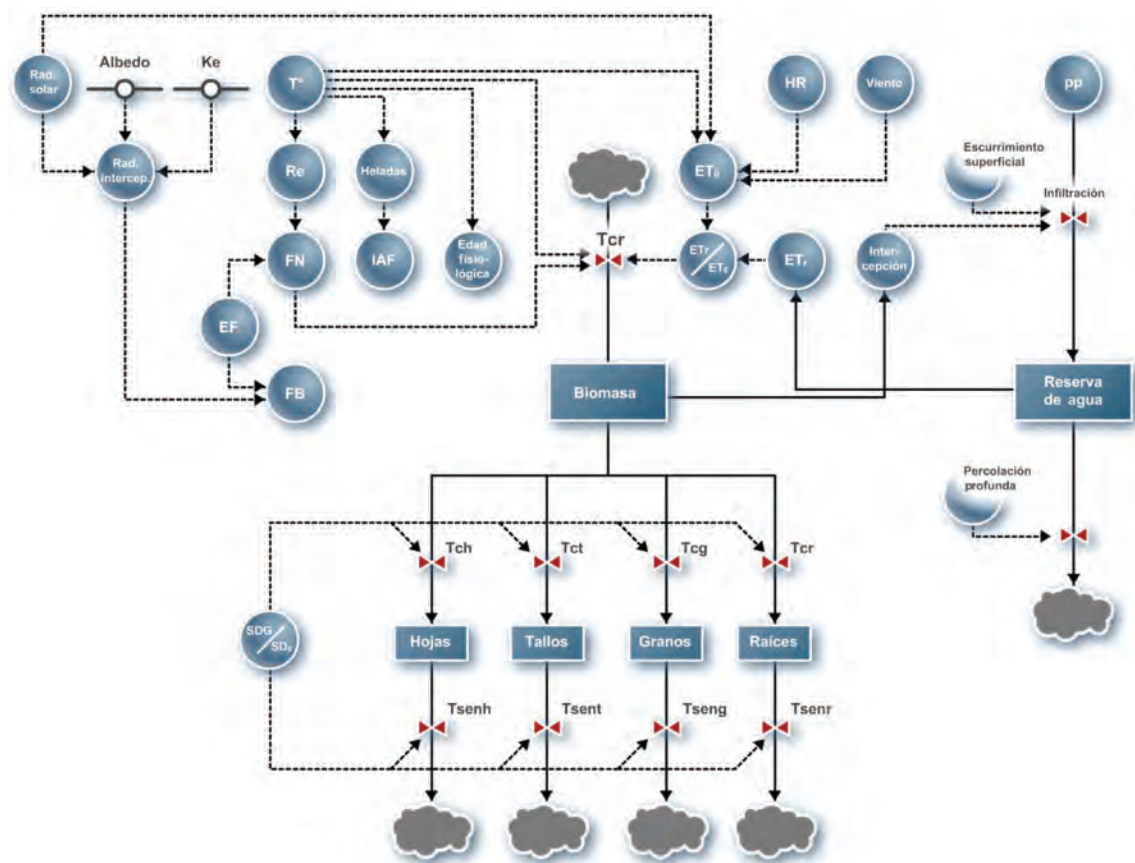 Albedo
Ke
Rad.
solar
T°
HR
Viento
pp
Escurrimiento
superficial
Rad.
intercep.
Re
Heladas
ET₀
Infiltración
Tcr
FN
IAF
Edad
fisio-
lógica
ETr
ET₀
ETᵣ
Inter-
cepción
EF
FB
Biomasa
Reserva
de agua
Percolación
profunda
Tch
Tct
Tcg
Tcr
SDG
Hojas
Tallos
Granos
Raíces
Tsenh
Tsent
Tseng
Tsenr